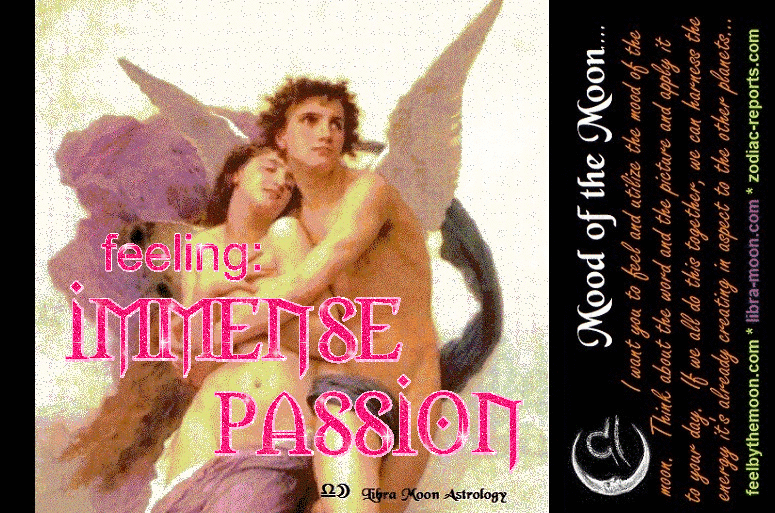 feeling:
iMMENSE
PASSiON
Libra Moon Astrology
Mood of the Moon....
I want you to feel and utilize the mood of the
moon. Think about the word and the picture and apply it
to your day. If we all do this together, we can harness the
energy it's already creating in aspect to the other planets...
feelbythemoon.com * libra-moon.com * zodiac-reports.com